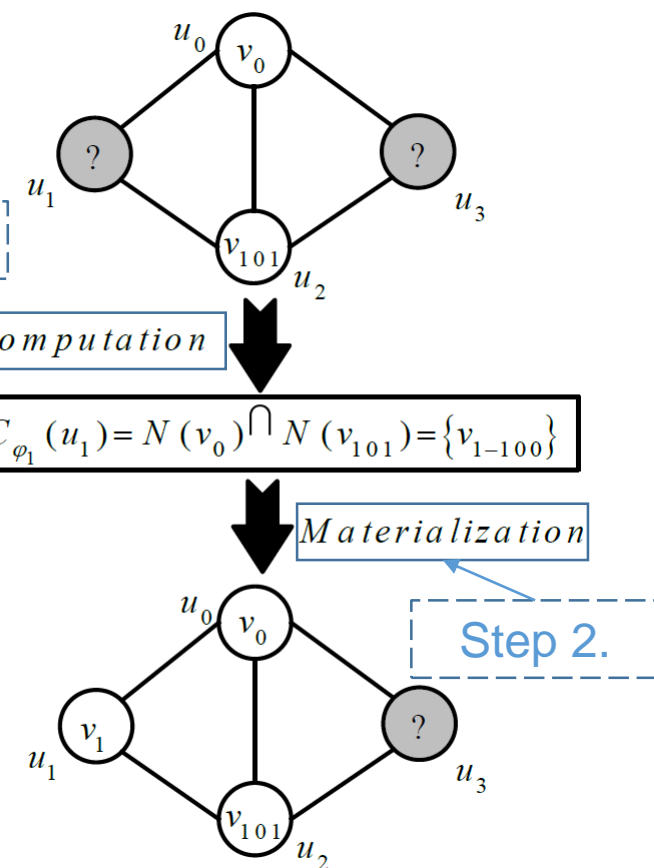 u₀ v₀
? ?
u₁ u₃
v₁₀₁
u₂
omputation
C_φ₁ (u₁) = N (v₀) ∩ N (v₁₀₁) = {v₁₋₁₀₀}
Materialization
u₀ v₀
Step 2.
v₁ ?
u₁ u₃
v₁₀₁
u₂